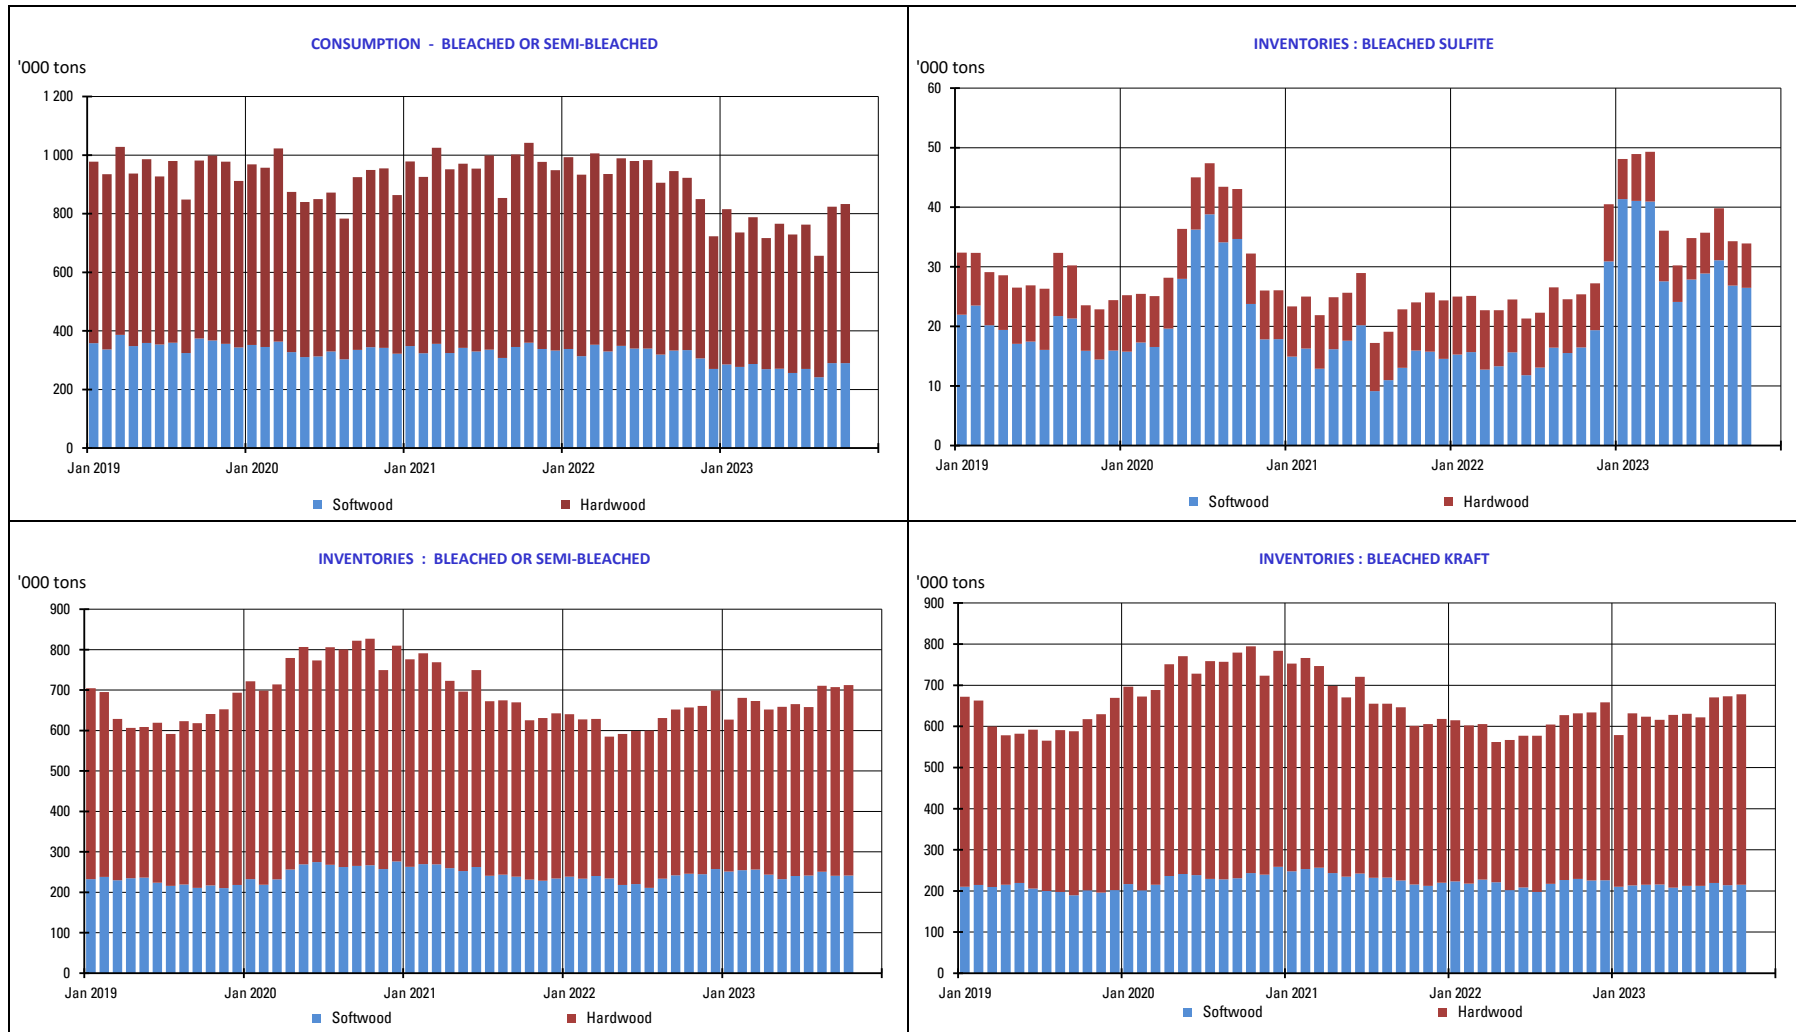 CONSUMPTION - BLEACHED OR SEMI-BLEACHED
'000 tons
1 200
1 000
800
600
400
200
0
Jan 2019 Jan 2020 Jan 2021 Jan 2022 Jan 2023
Softwood Hardwood
INVENTORIES : BLEACHED SULFITE
'000 tons
60
50
40
30
20
10
0
Jan 2019 Jan 2020 Jan 2021 Jan 2022 Jan 2023
Softwood Hardwood
INVENTORIES : BLEACHED OR SEMI-BLEACHED
'000 tons
900
800
700
600
500
400
300
200
100
0
Jan 2019 Jan 2020 Jan 2021 Jan 2022 Jan 2023
Softwood Hardwood
INVENTORIES : BLEACHED KRAFT
'000 tons
900
800
700
600
500
400
300
200
100
0
Jan 2019 Jan 2020 Jan 2021 Jan 2022 Jan 2023
Softwood Hardwood